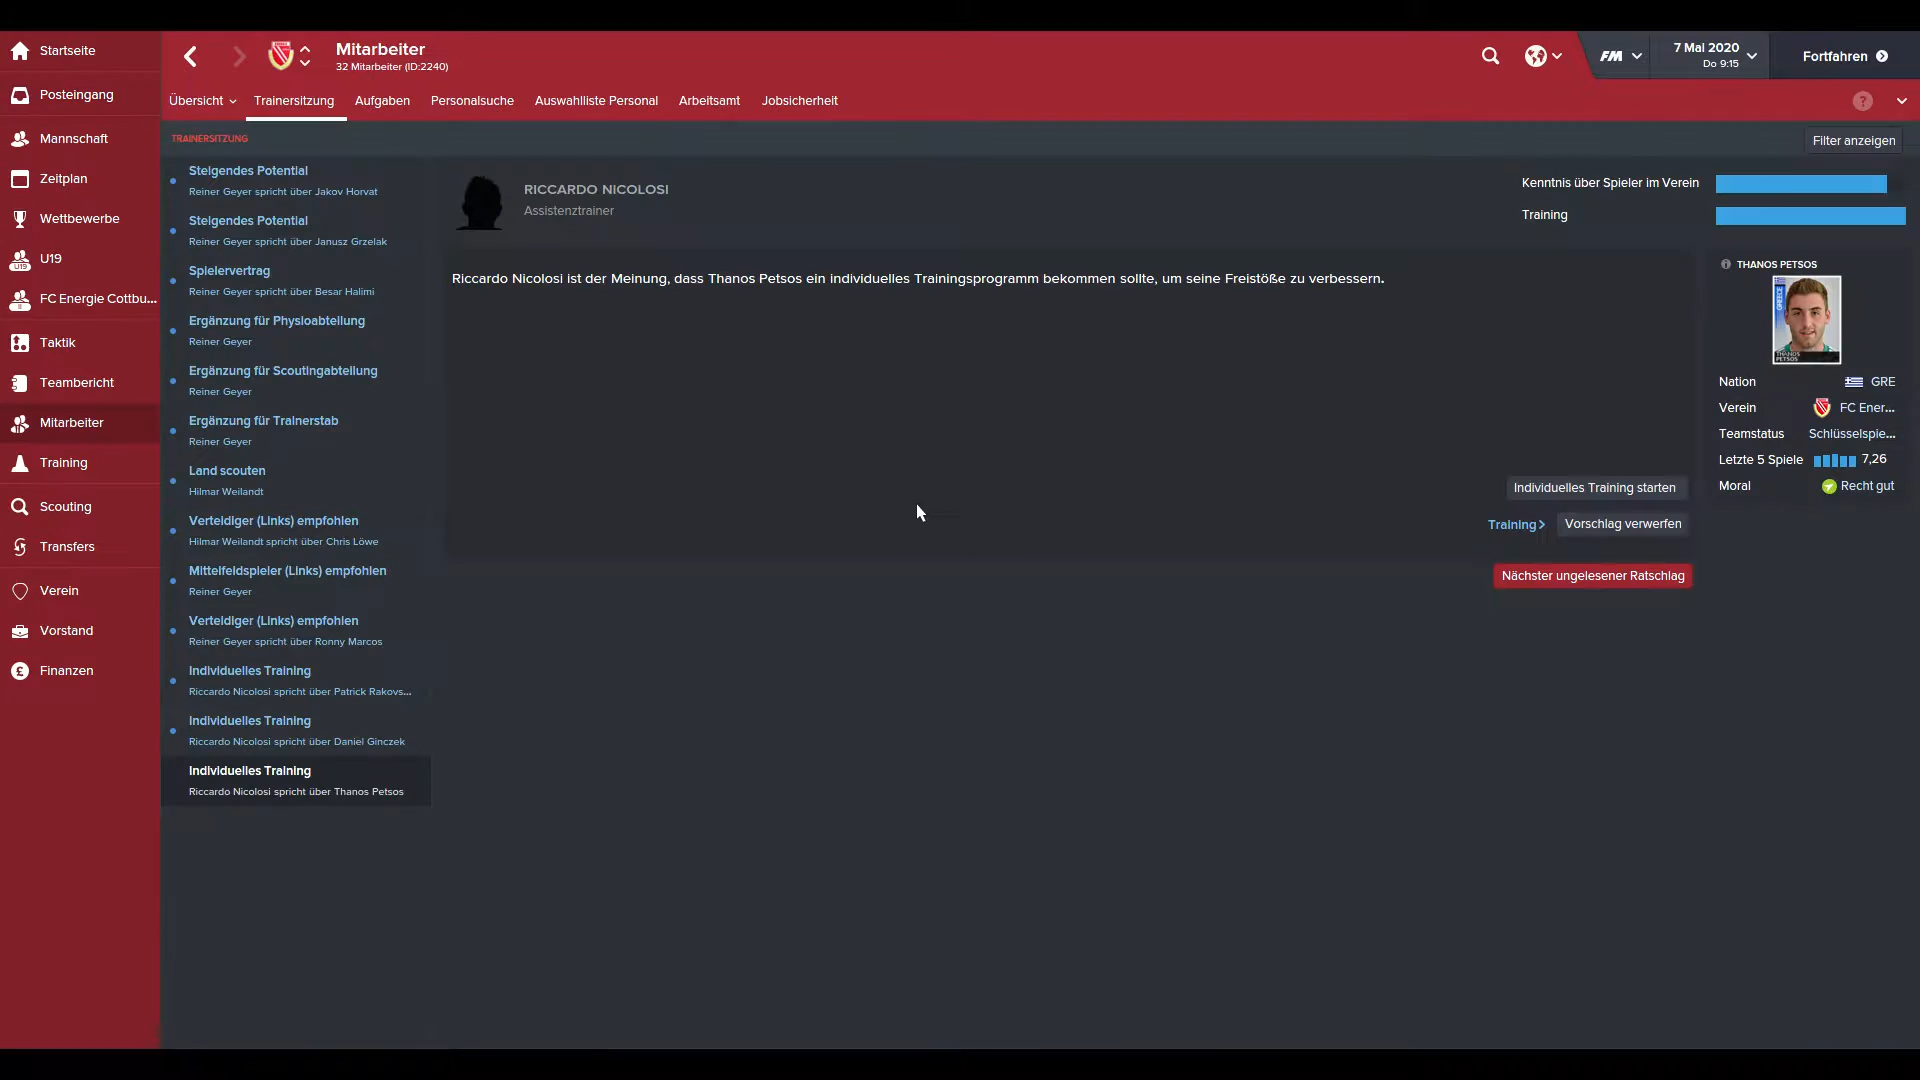 Startseite
Posteingang
Mannschaft
Zeitplan
Wettbewerbe
U19
U19
FC Energie Cottbu...
II
Taktik
Teambericht
Mitarbeiter
Training
Scouting
Transfers
Verein
Vorstand
Finanzen
Mitarbeiter
32 Mitarbeiter (ID:2240)
FM
7 Mai 2020
Do 9:15
Fortfahren
Übersicht
Trainersitzung
Aufgaben
Personalsuche
Auswahlliste Personal
Arbeitsamt
Jobsicherheit
?
TRAINERSITZUNG
Filter anzeigen
Steigendes Potential
Reiner Geyer spricht über Jakov Horvat
Steigendes Potential
Reiner Geyer spricht über Janusz Grzelak
Spielervertrag
Reiner Geyer spricht über Besar Halimi
Ergänzung für Physioabteilung
Reiner Geyer
Ergänzung für Scoutingabteilung
Reiner Geyer
Ergänzung für Trainerstab
Reiner Geyer
Land scouten
Hilmar Weilandt
Verteidiger (Links) empfohlen
Hilmar Weilandt spricht über Chris Löwe
Mittelfeldspieler (Links) empfohlen
Reiner Geyer
Verteidiger (Links) empfohlen
Reiner Geyer spricht über Ronny Marcos
Individuelles Training
Riccardo Nicolosi spricht über Patrick Rakovs...
Individuelles Training
Riccardo Nicolosi spricht über Daniel Ginczek
Individuelles Training
Riccardo Nicolosi spricht über Thanos Petsos
RICCARDO NICOLOSI
Assistenztrainer
Kenntnis über Spieler im Verein
Training
Riccardo Nicolosi ist der Meinung, dass Thanos Petsos ein individuelles Trainingsprogramm bekommen sollte, um seine Freistöße zu verbessern.
Individuelles Training starten
Training>
Vorschlag verwerfen
Nächster ungelesener Ratschlag
THANOS PETSOS
GREECE
THANOS
PETSOS
Nation GRE
Verein FC Ener...
Teamstatus Schlüsselspie...
Letzte 5 Spiele 7,26
Moral Recht gut